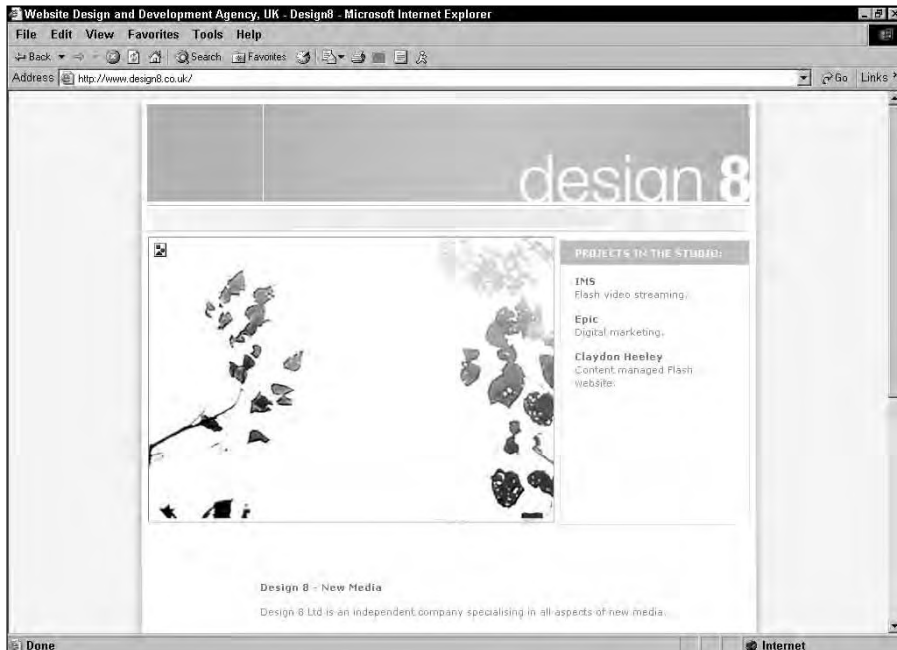 Website Design and Development Agency, UK - Design8 - Microsoft Internet Explorer
File Edit View Favorites Tools Help
Back Search Favorites
Address http://www.design8.co.uk/ Go Links
design 8
PROJECTS IN THE STUDIO:
IMS
Flash video streaming.
Epic
Digital marketing.
Claydon Heeley
Content managed Flash
website.
Design 8 - New Media
Design 8 Ltd is an independent company specialising in all aspects of new media.
Done Internet